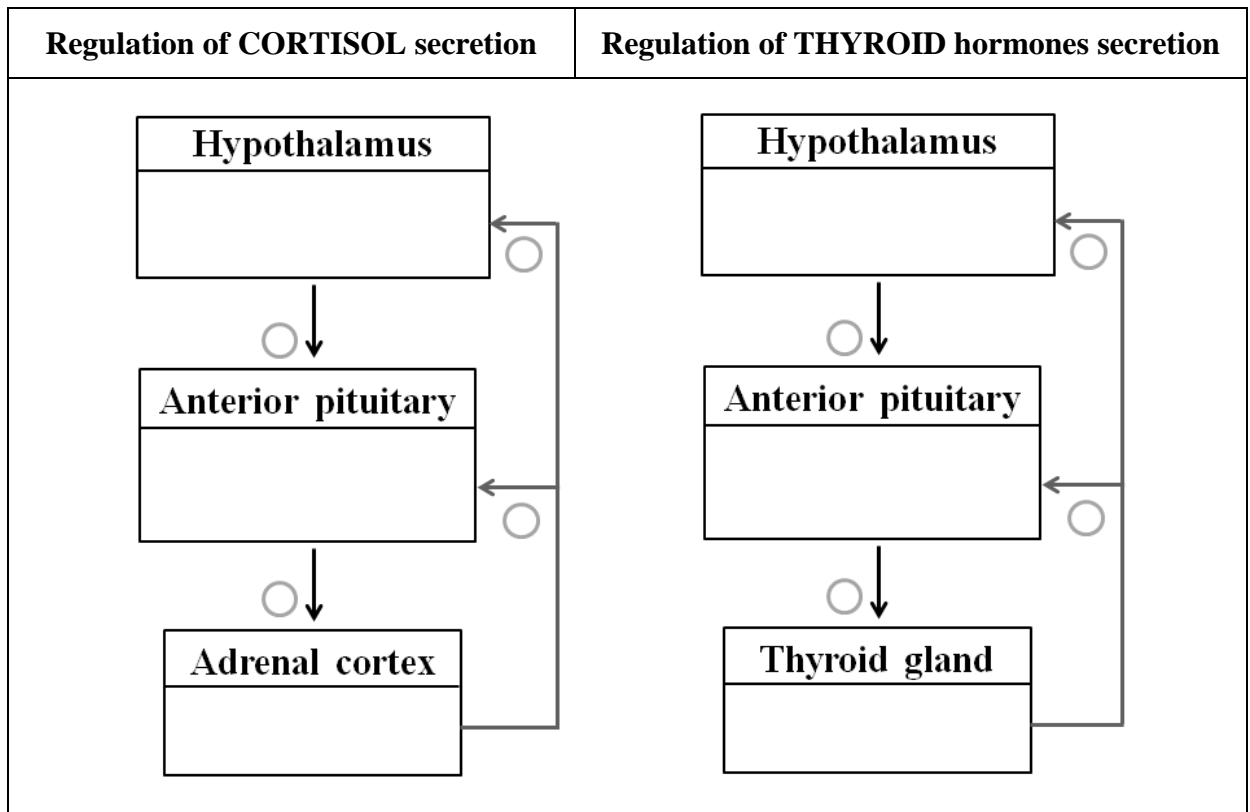 Regulation of CORTISOL secretion
Regulation of THYROID hormones secretion
Hypothalamus
Anterior pituitary
Adrenal cortex
Hypothalamus
Anterior pituitary
Thyroid gland